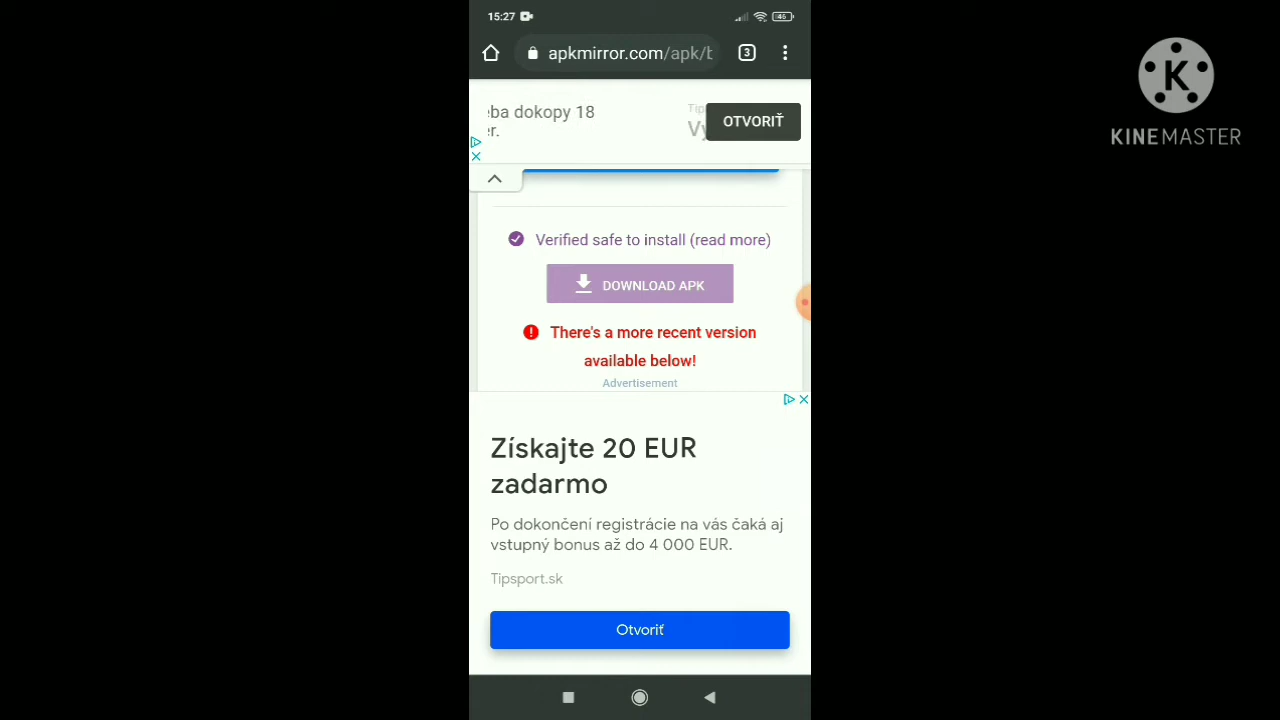 15:27
46
apkmirror.com/apk/b
3
K
KINEMASTER
eba dokopy 18
OTVORIŤ
Verified safe to install (read more)
DOWNLOAD APK
There's a more recent version
available below!
Advertisement
Získajte 20 EUR
zadarmo
Po dokončení registrácie na vás čaká aj
vstupný bonus až do 4 000 EUR.
Tipsport.sk
Otvoriť